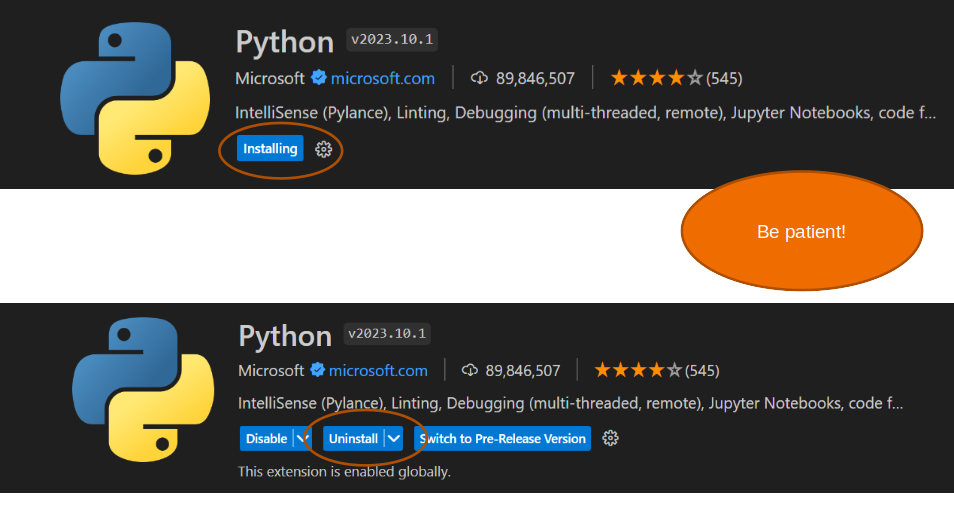 Python v2023.10.1
Microsoft microsoft.com 89,846,507 (545)
IntelliSense (Pylance), Linting, Debugging (multi-threaded, remote), Jupyter Notebooks, code f...
Installing
Be patient!
Python v2023.10.1
Microsoft microsoft.com 89,846,507 (545)
IntelliSense (Pylance), Linting, Debugging (multi-threaded, remote), Jupyter Notebooks, code f...
Disable Uninstall Switch to Pre-Release Version
This extension is enabled globally.